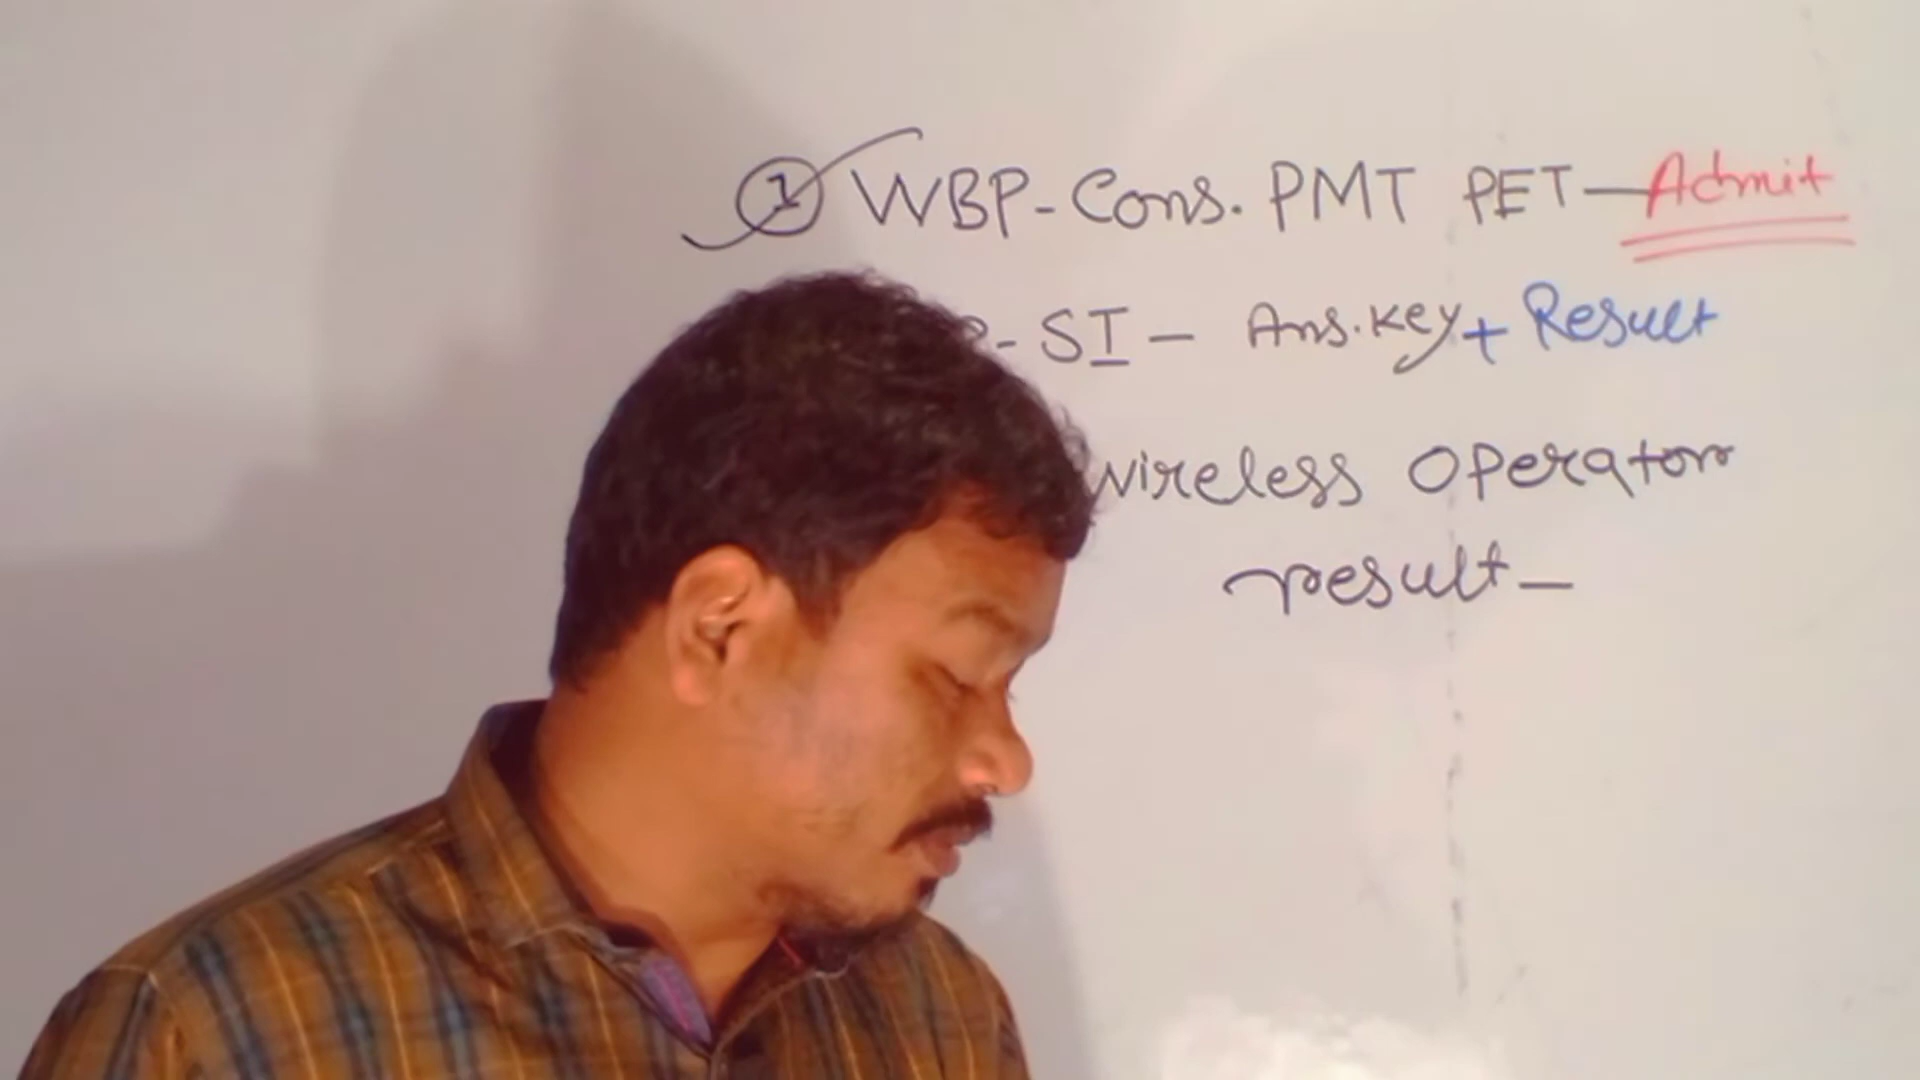 1 WBP-Cons. PMT PET-Admit
- SI - Ans.key + Result
wireless operator
result-